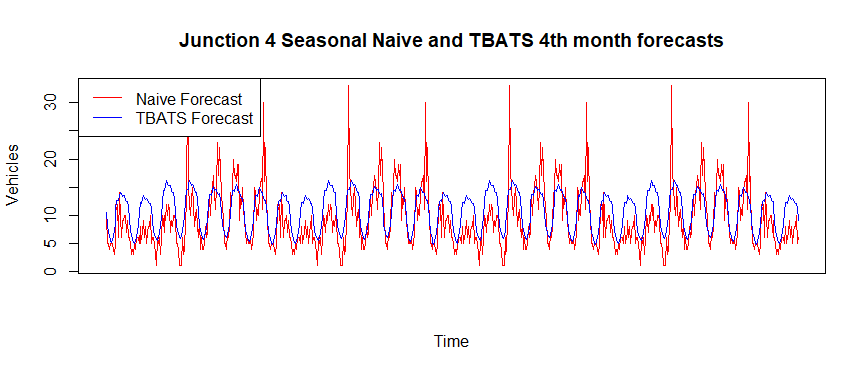 Junction 4 Seasonal Naive and TBATS 4th month forecasts
Naive Forecast
TBATS Forecast
Vehicles
30
20
10
5
0
Time